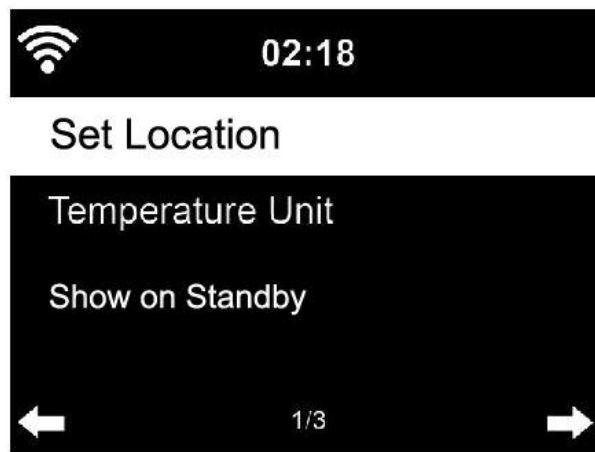 02:18
Set Location
Temperature Unit
Show on Standby
1/3